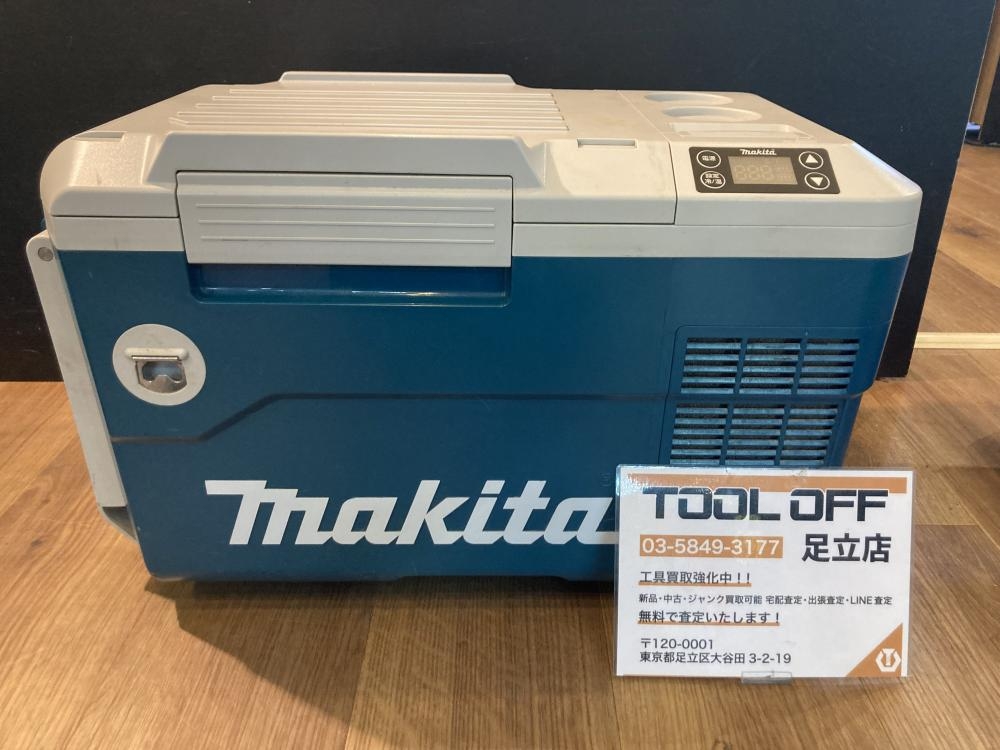 makita
電源
設定
冷/温
makita
TOOL OFF
03-5849-3177 足立店
工具買取強化中！！
新品・中古・ジャンク買取可能 宅配査定・出張査定・LINE査定
無料で査定いたします！
〒120-0001
東京都足立区大谷田 3-2-19